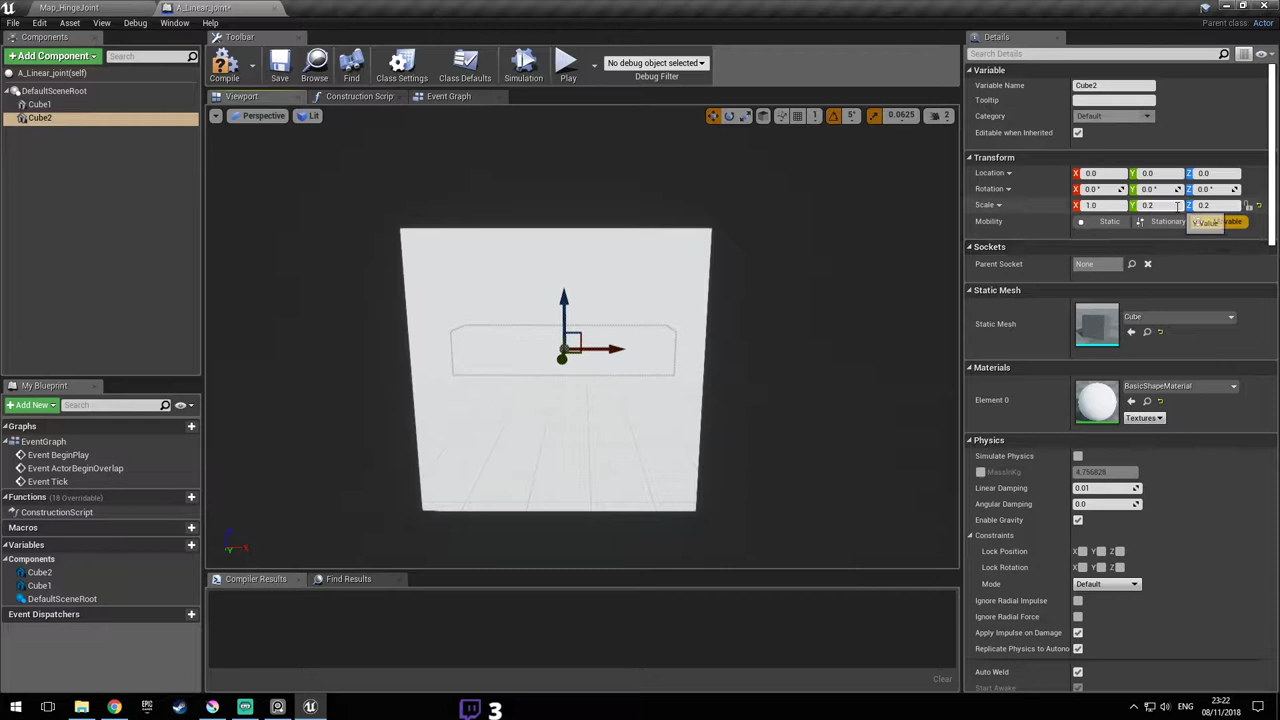 Map_HingeJoint
A_Linear_joint*
File Edit Asset View Debug Window Help
Parent class: Actor
Components
Toolbar
Details
Add Component
Search
Search Details
A_Linear_joint(self)
Compile
Save
Browse
Find
Class Settings
Class Defaults
Simulation
Play
No debug object selected
Debug Filter
DefaultSceneRoot
Cube1
Cube2
Viewport
Construction Scrip
Event Graph
Perspective
Lit
1
5°
0.0625
2
Variable
Variable Name Cube2
Tooltip
Category Default
Editable when Inherited
Transform
Location X 0.0 Y 0.0 Z 0.0
Rotation X 0.0 ° Y 0.0 ° Z 0.0 °
Scale X 1.0 Y 0.2 Z 0.2
Mobility Static Stationary
Y Value
Sockets
Parent Socket None
Static Mesh
Static Mesh
Cube
Materials
Element 0
BasicShapeMaterial
Textures
Physics
Simulate Physics
MassInKg 4.756828
Linear Damping 0.01
Angular Damping 0.0
Enable Gravity
Constraints
Lock Position X Y Z
Lock Rotation X Y Z
Mode Default
Ignore Radial Impulse
Ignore Radial Force
Apply Impulse on Damage
Replicate Physics to Autono
Auto Weld
Start Awake
My Blueprint
Add New
Search
Graphs
EventGraph
Event BeginPlay
Event ActorBeginOverlap
Event Tick
Functions (18 Overridable)
ConstructionScript
Macros
Variables
Components
Cube2
Cube1
DefaultSceneRoot
Event Dispatchers
Compiler Results
Find Results
Clear
3
23:22
08/11/2018